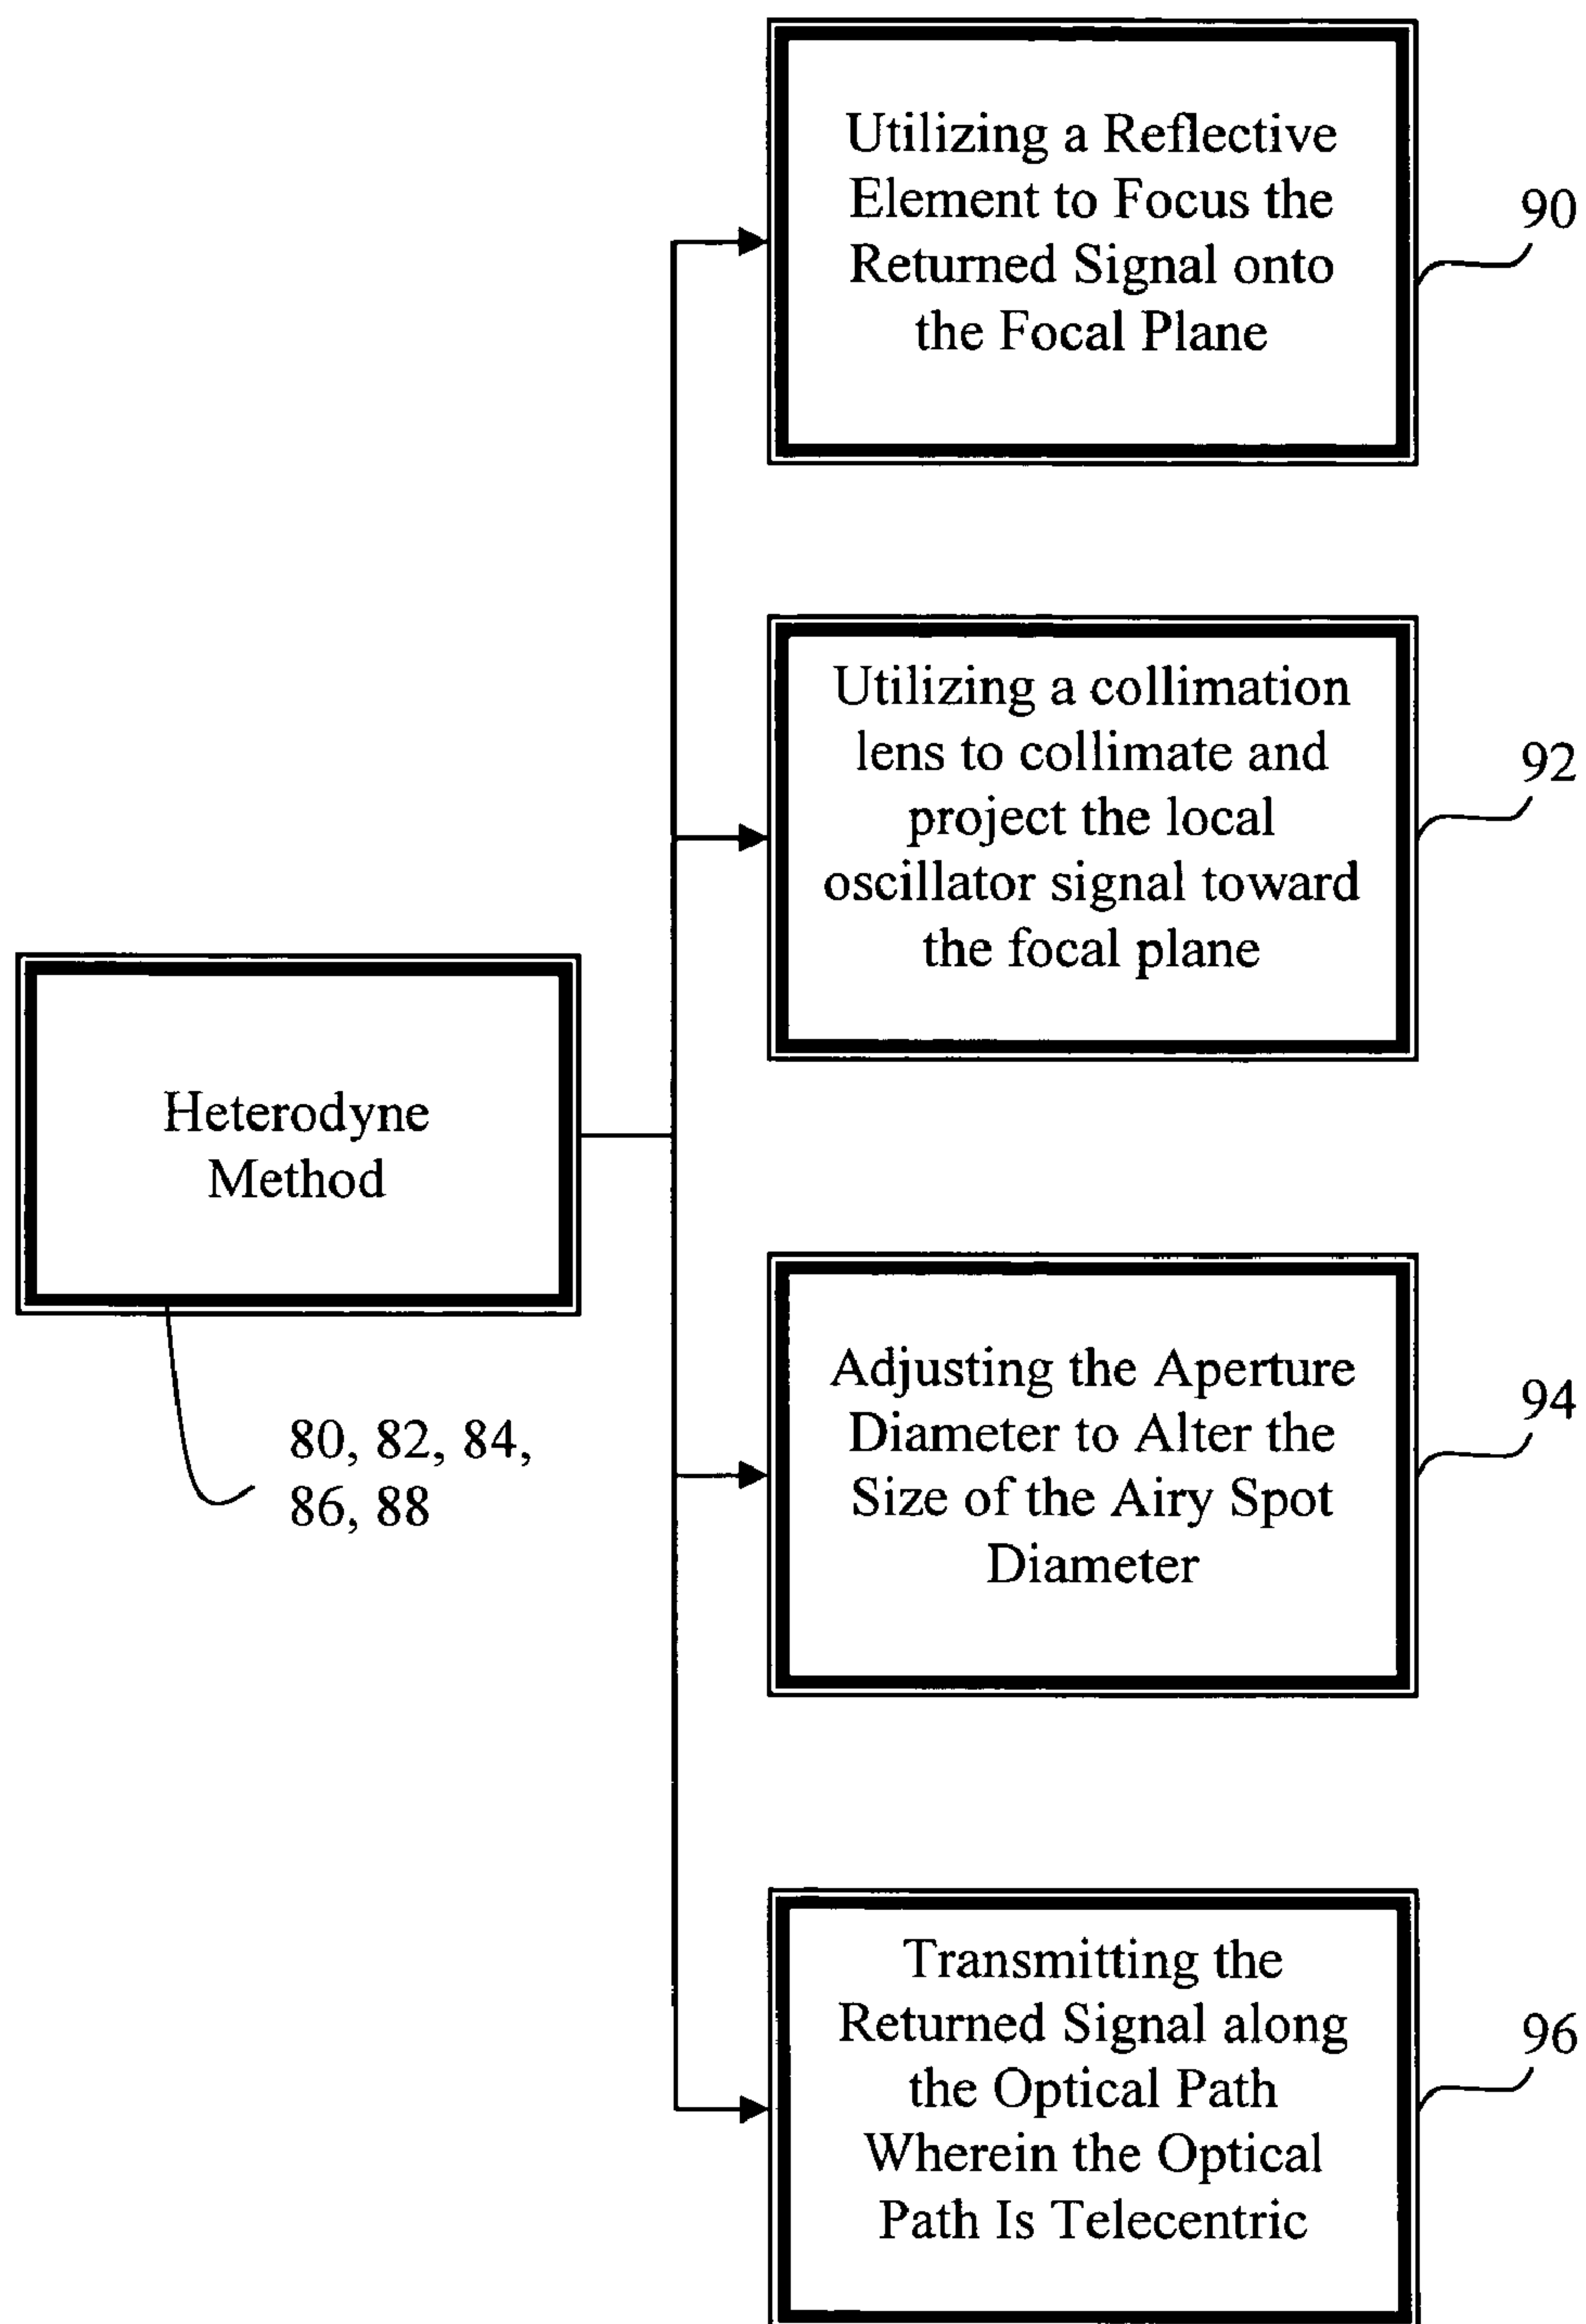 Utilizing a Reflective
Element to Focus the
Returned Signal onto
the Focal Plane
90
Utilizing a collimation
lens to collimate and
project the local
oscillator signal toward
the focal plane
92
Heterodyne
Method
80, 82, 84,
86, 88
Adjusting the Aperture
Diameter to Alter the
Size of the Airy Spot
Diameter
94
Transmitting the
Returned Signal along
the Optical Path
Wherein the Optical
Path Is Telecentric
96